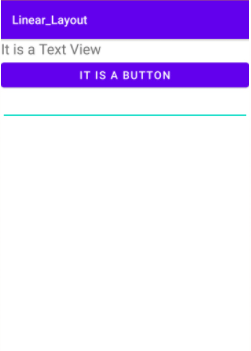 Linear_Layout
It is a Text View
IT IS A BUTTON